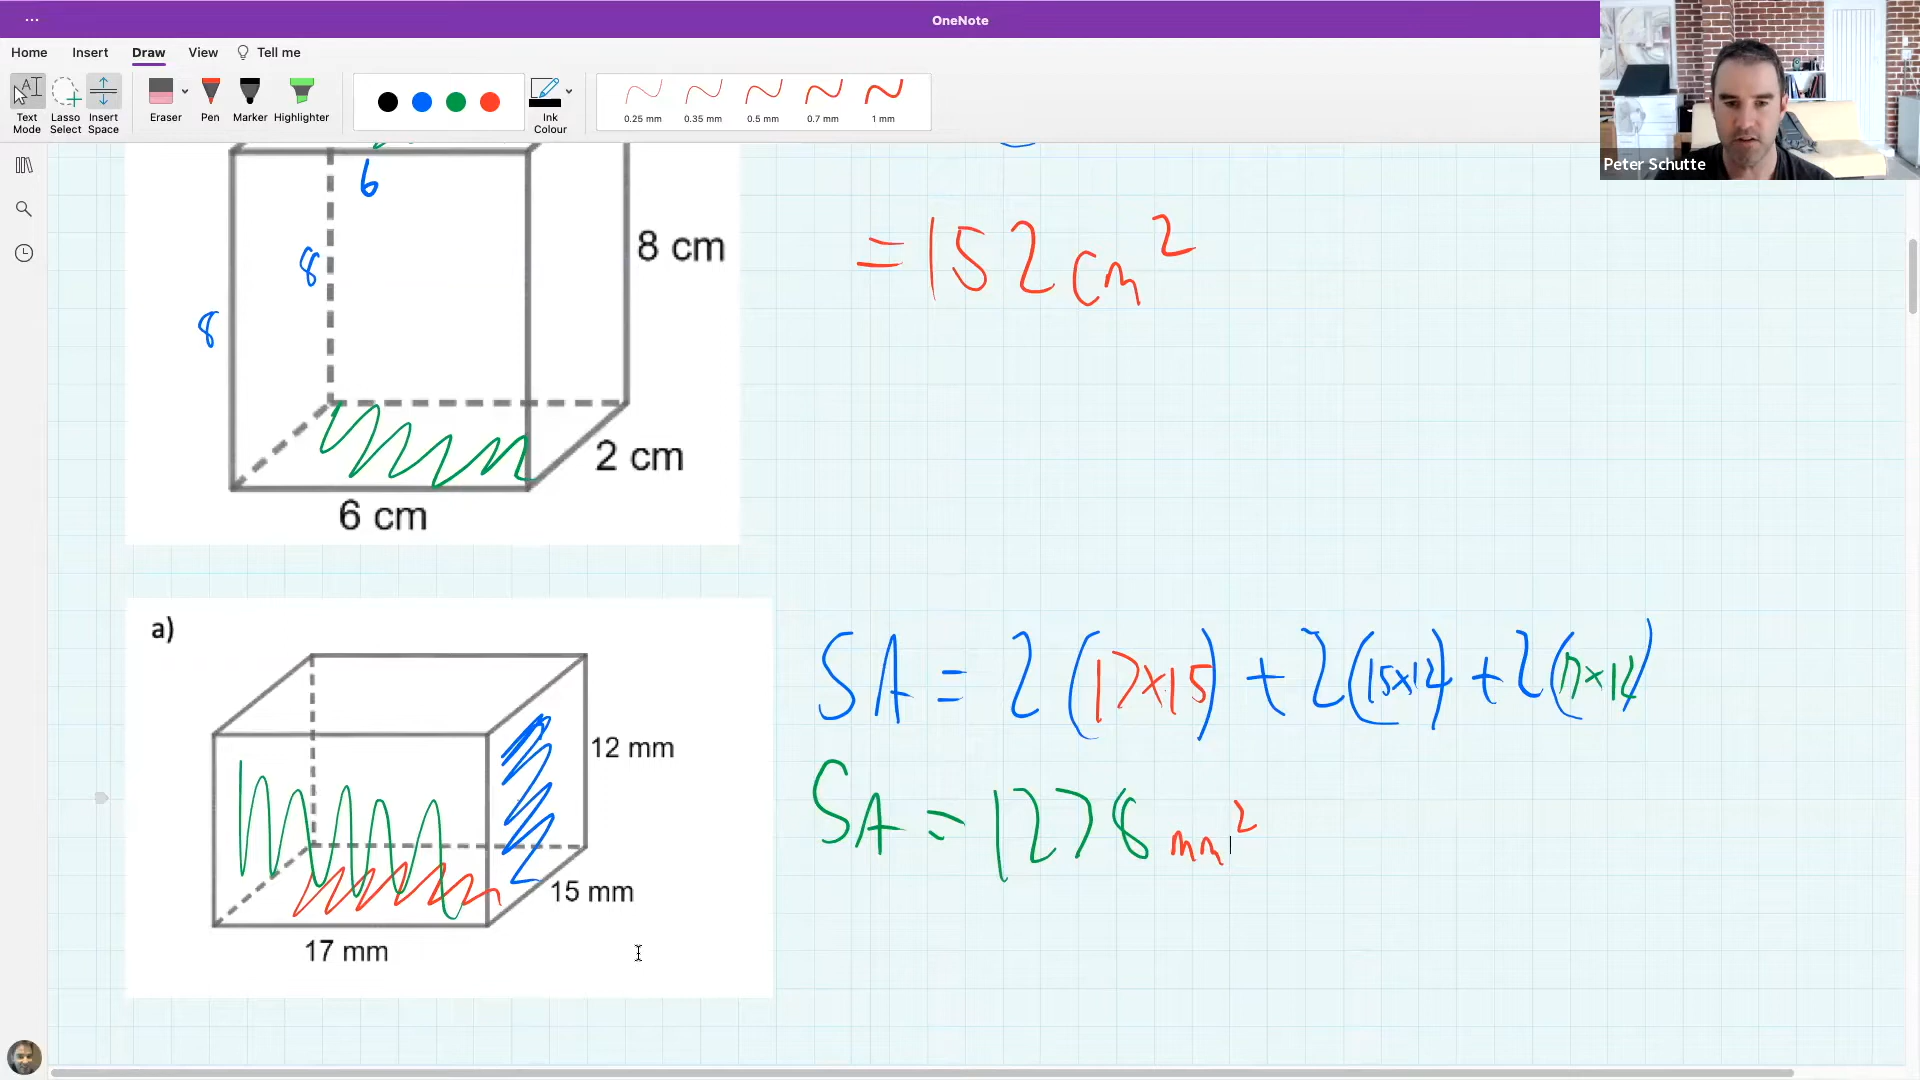 OneNote
Home Insert Draw View Tell me
Text Mode
Lasso Select
Insert Space
Eraser
Pen
Marker
Highlighter
Ink Colour
0.25 mm 0.35 mm 0.5 mm 0.7 mm 1 mm
Peter Schutte
6
8
8
8 cm
2 cm
6 cm
=152 cm²
a)
12 mm
15 mm
17 mm
SA = 2(17×15) + 2(15×12) + 2(17×12)
SA = 1278 mm²